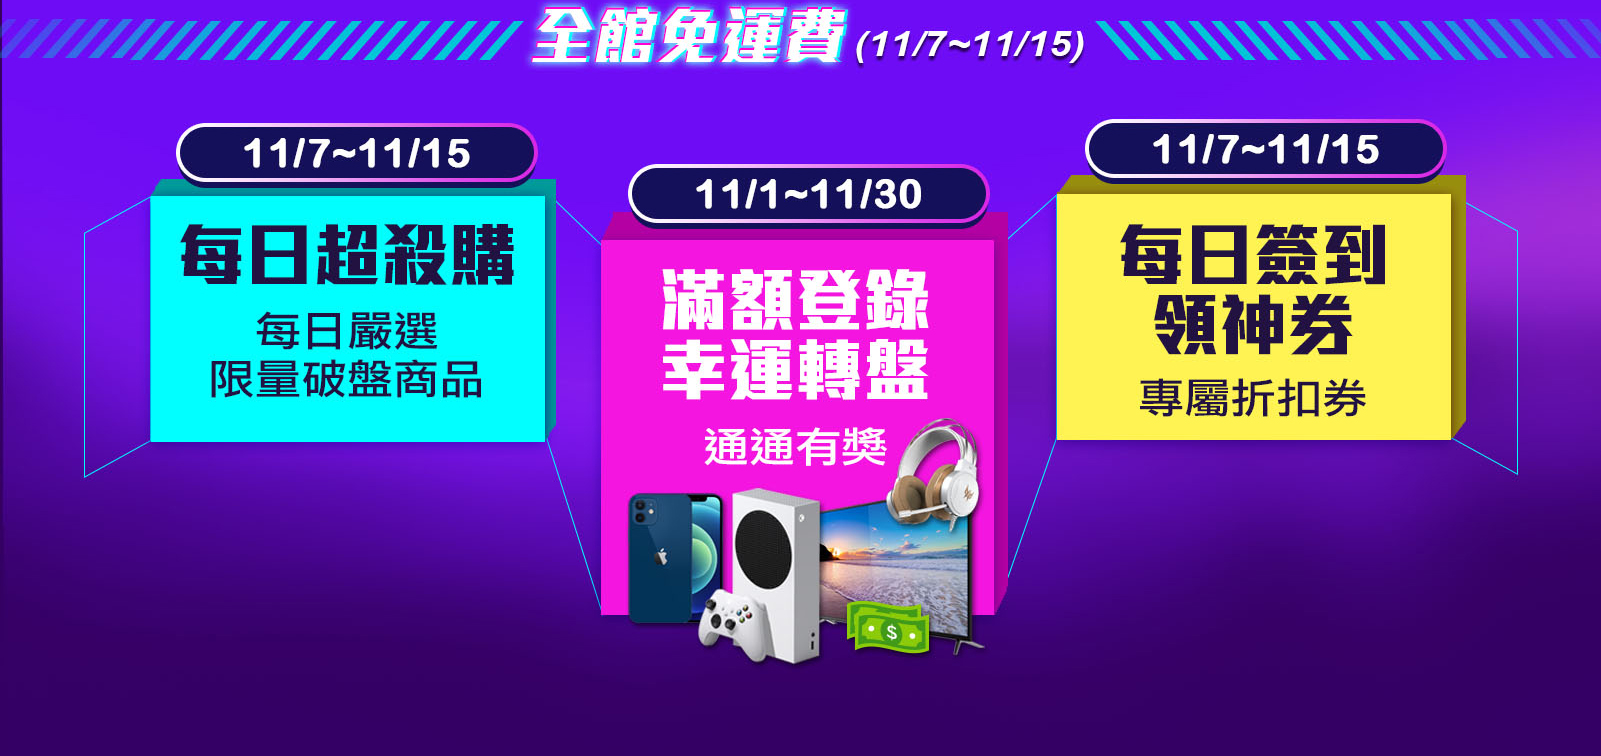 全館免運費 (11/7~11/15)
11/7~11/15
每日超殺購
每日嚴選
限量破盤商品
11/1~11/30
滿額登錄
幸運轉盤
通通有獎
$
11/7~11/15
每日簽到
領神券
專屬折扣券